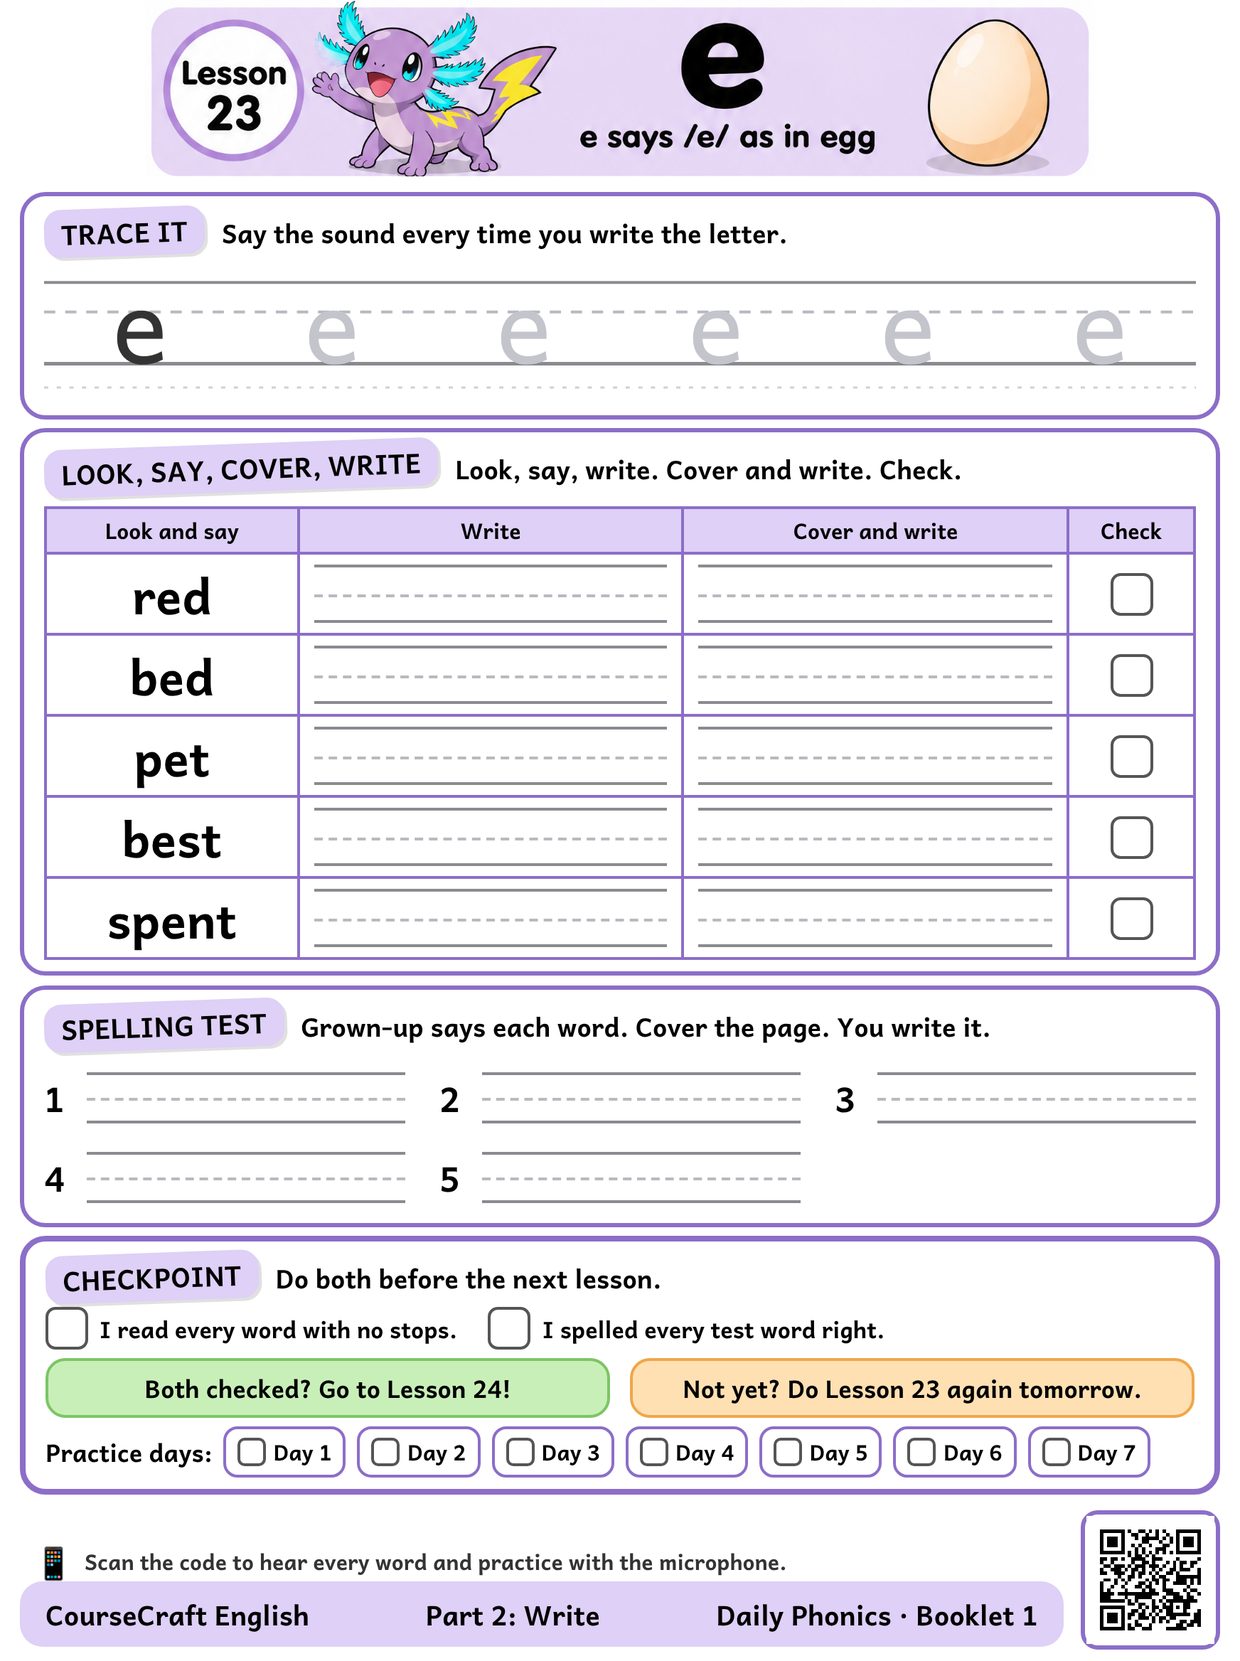 Lesson
23
e
e says /e/ as in egg
TRACE IT Say the sound every time you write the letter.
e e e e e e
LOOK, SAY, COVER, WRITE Look, say, write. Cover and write. Check.
Look and say Write Cover and write Check
red
bed
pet
best
spent
SPELLING TEST Grown-up says each word. Cover the page. You write it.
1 2 3
4 5
CHECKPOINT Do both before the next lesson.
I read every word with no stops. I spelled every test word right.
Both checked? Go to Lesson 24! Not yet? Do Lesson 23 again tomorrow.
Practice days: Day 1 Day 2 Day 3 Day 4 Day 5 Day 6 Day 7
Scan the code to hear every word and practice with the microphone.
CourseCraft English Part 2: Write Daily Phonics · Booklet 1